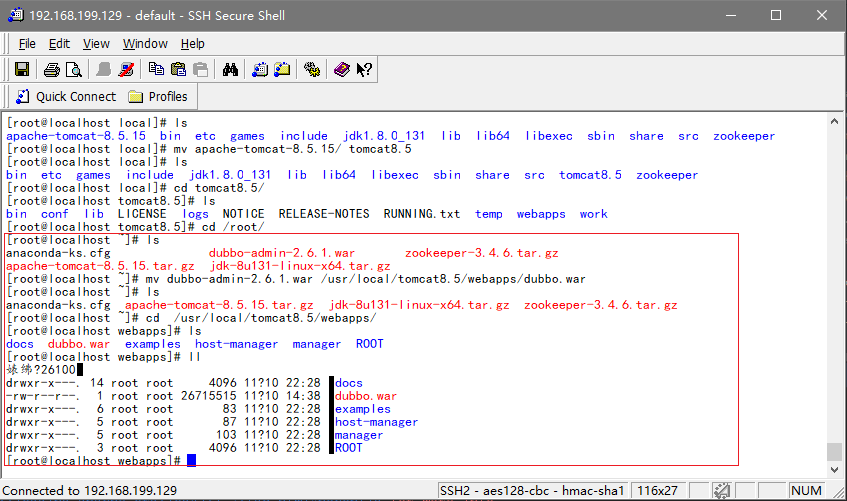 192.168.199.129 - default - SSH Secure Shell
File Edit View Window Help
Quick Connect Profiles
[root@localhost local]# ls
apache-tomcat-8.5.15 bin etc games include jdk1.8.0_131 lib lib64 libexec sbin share src zookeeper
[root@localhost local]# mv apache-tomcat-8.5.15/ tomcat8.5
[root@localhost local]# ls
bin etc games include jdk1.8.0_131 lib lib64 libexec sbin share src tomcat8.5 zookeeper
[root@localhost local]# cd tomcat8.5/
[root@localhost tomcat8.5]# ls
bin conf lib LICENSE logs NOTICE RELEASE-NOTES RUNNING.txt temp webapps work
[root@localhost tomcat8.5]# cd /root/
[root@localhost ~]# ls
anaconda-ks.cfg dubbo-admin-2.6.1.war zookeeper-3.4.6.tar.gz
apache-tomcat-8.5.15.tar.gz jdk-8u131-linux-x64.tar.gz
[root@localhost ~]# mv dubbo-admin-2.6.1.war /usr/local/tomcat8.5/webapps/dubbo.war
[root@localhost ~]# ls
anaconda-ks.cfg apache-tomcat-8.5.15.tar.gz jdk-8u131-linux-x64.tar.gz zookeeper-3.4.6.tar.gz
[root@localhost ~]# cd /usr/local/tomcat8.5/webapps/
[root@localhost webapps]# ls
docs dubbo.war examples host-manager manager ROOT
[root@localhost webapps]# ll
?26100
drwxr-x---. 14 root root 4096 11?10 22:28 docs
-rw-r--r--. 1 root root 26715515 11?10 14:38 dubbo.war
drwxr-x---. 6 root root 83 11?10 22:28 examples
drwxr-x---. 5 root root 87 11?10 22:28 host-manager
drwxr-x---. 5 root root 103 11?10 22:28 manager
drwxr-x---. 3 root root 4096 11?10 22:28 ROOT
[root@localhost webapps]#
Connected to 192.168.199.129 SSH2 - aes128-cbc - hmac-sha1 116x27 NUM